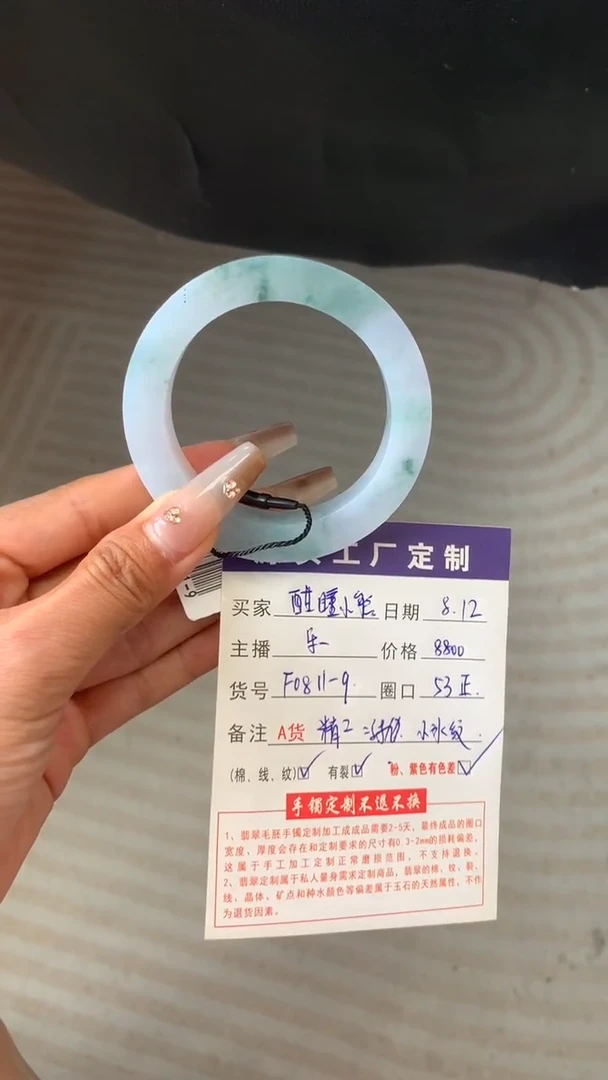 工厂定制
买家 小船 日期 8.12
主播 乐一 价格 8800
货号 F0811-9 圈口 53正.
备注 A货 精工 小水纹.
(棉、线、纹)☑ 有裂☑ 粉、紫色有色差☑
手镯定制不退不换
1、翡翠毛胚手镯定制加工成成品需要2-5天，最终成品的圈口
宽度、厚度会存在和定制要求的尺寸有0.3-2mm的损耗偏差，
这属于手工加工定制正常磨损范围，不支持退换。
2、翡翠定制属于私人量身需求定制商品，翡翠的棉、纹、裂、
线、晶体、矿点和种水颜色等偏差属于玉石的天然属性，不作
为退货因素。
-9